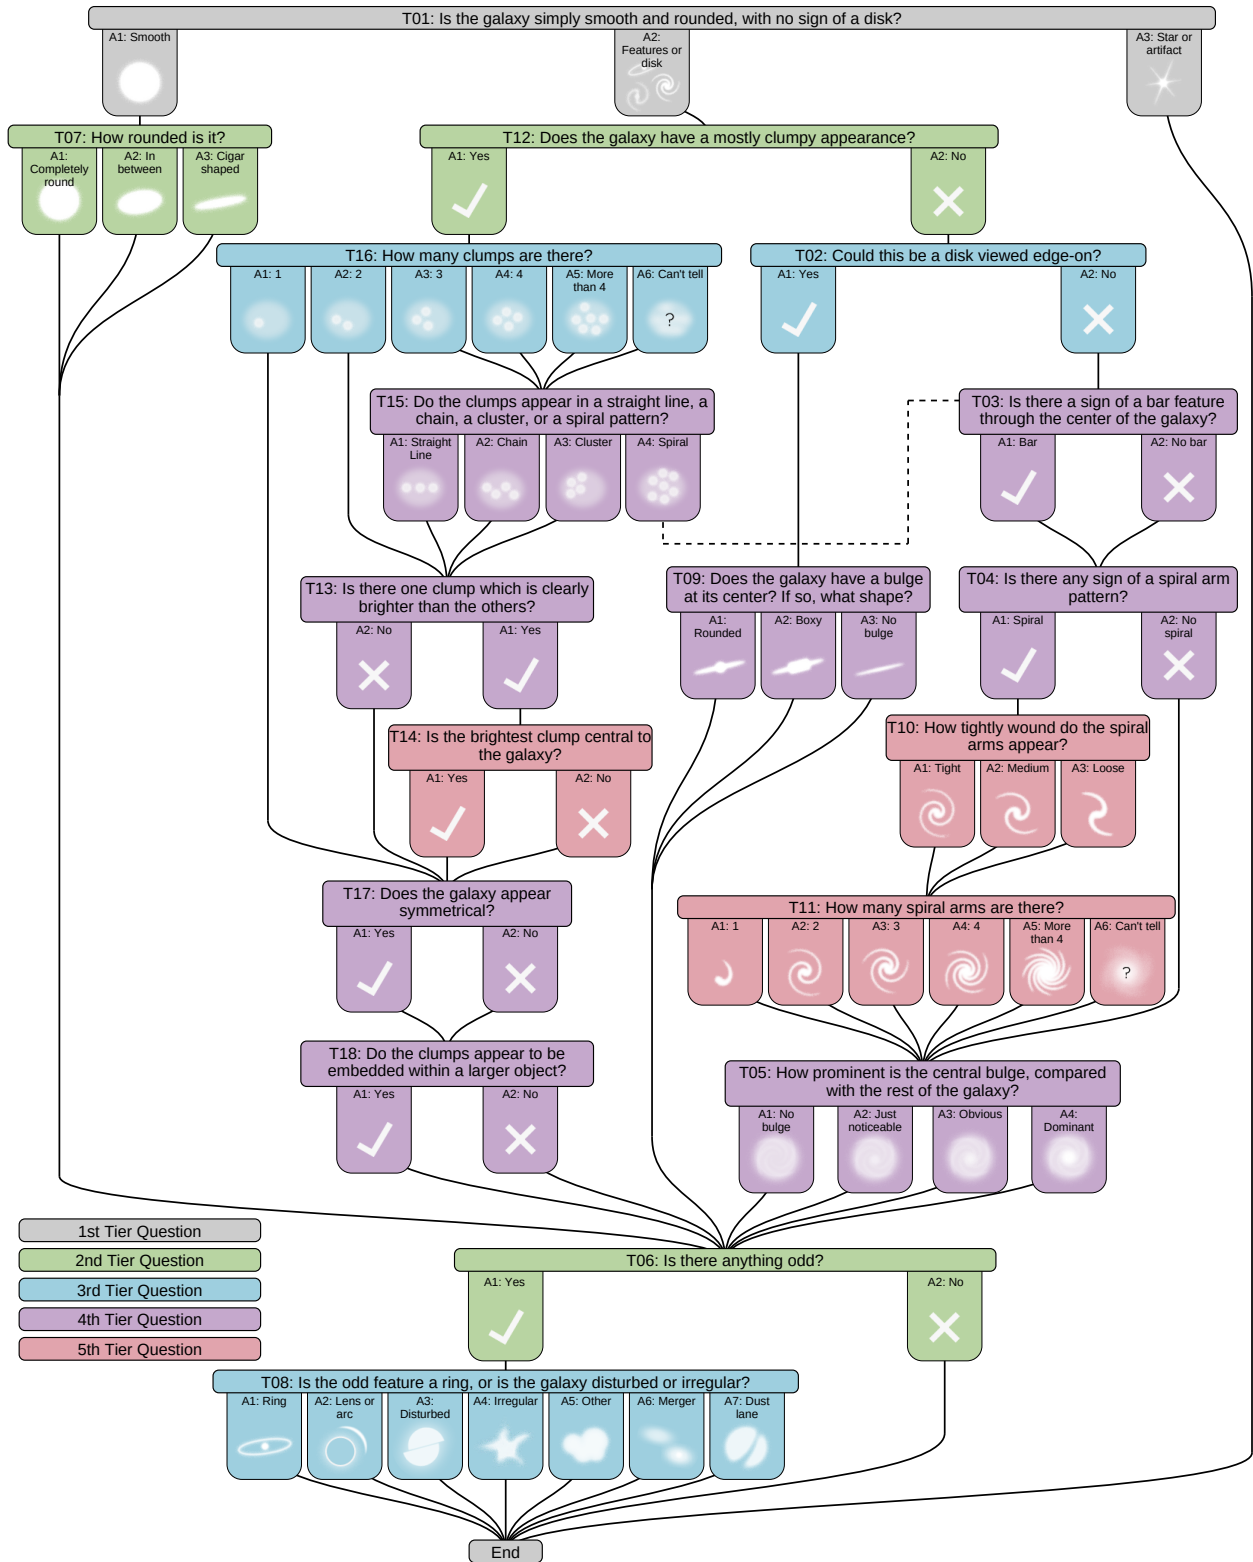 T01: Is the galaxy simply smooth and rounded, with no sign of a disk?
A1: Smooth
A2:
Features or
disk
A3: Star or
artifact
T07: How rounded is it?
A1:
Completely
round
A2: In
between
A3: Cigar
shaped
T12: Does the galaxy have a mostly clumpy appearance?
A1: Yes
A2: No
T16: How many clumps are there?
A1: 1
A2: 2
A3: 3
A4: 4
A5: More
than 4
A6: Can't tell
?
T02: Could this be a disk viewed edge-on?
A1: Yes
A2: No
T15: Do the clumps appear in a straight line, a
chain, a cluster, or a spiral pattern?
A1: Straight
Line
A2: Chain
A3: Cluster
A4: Spiral
T03: Is there a sign of a bar feature
through the center of the galaxy?
A1: Bar
A2: No bar
T13: Is there one clump which is clearly
brighter than the others?
A2: No
A1: Yes
T09: Does the galaxy have a bulge
at its center? If so, what shape?
A1:
Rounded
A2: Boxy
A3: No
bulge
T04: Is there any sign of a spiral arm
pattern?
A1: Spiral
A2: No
spiral
T14: Is the brightest clump central to
the galaxy?
A1: Yes
A2: No
T10: How tightly wound do the spiral
arms appear?
A1: Tight
A2: Medium
A3: Loose
T17: Does the galaxy appear
symmetrical?
A1: Yes
A2: No
T11: How many spiral arms are there?
A1: 1
A2: 2
A3: 3
A4: 4
A5: More
than 4
A6: Can't tell
?
T18: Do the clumps appear to be
embedded within a larger object?
A1: Yes
A2: No
T05: How prominent is the central bulge, compared
with the rest of the galaxy?
A1: No
bulge
A2: Just
noticeable
A3: Obvious
A4:
Dominant
1st Tier Question
2nd Tier Question
3rd Tier Question
4th Tier Question
5th Tier Question
T06: Is there anything odd?
A1: Yes
A2: No
T08: Is the odd feature a ring, or is the galaxy disturbed or irregular?
A1: Ring
A2: Lens or
arc
A3:
Disturbed
A4: Irregular
A5: Other
A6: Merger
A7: Dust
lane
End